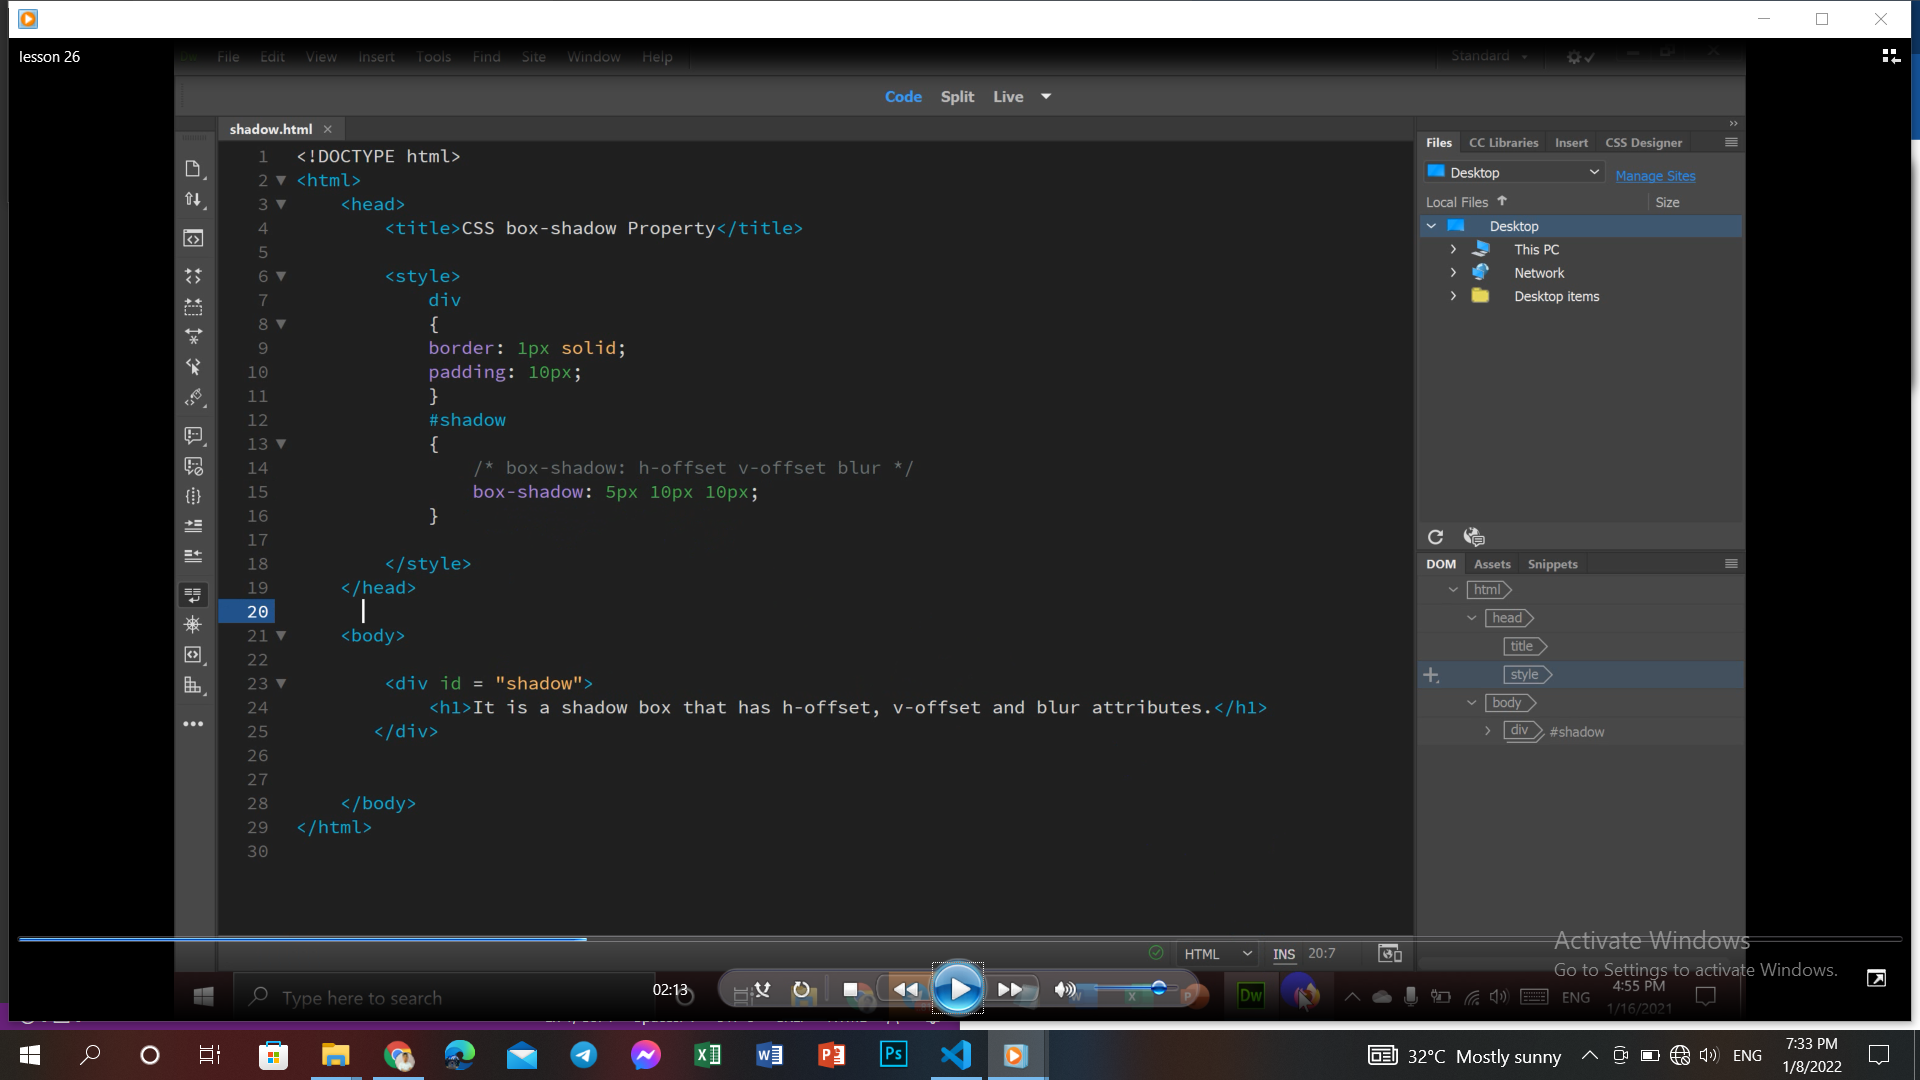 lesson 26
File Edit View Insert Tools Find Site Window Help
Standard
Code Split Live
shadow.html
1 <!DOCTYPE html>
2 <html>
3 <head>
4 <title>CSS box-shadow Property</title>
5
6 <style>
7 div
8 {
9 border: 1px solid;
10 padding: 10px;
11 }
12 #shadow
13 {
14 /* box-shadow: h-offset v-offset blur */
15 box-shadow: 5px 10px 10px;
16 }
17
18 </style>
19 </head>
20
21 <body>
22
23 <div id = "shadow">
24 <h1>It is a shadow box that has h-offset, v-offset and blur attributes.</h1>
25 </div>
26
27
28 </body>
29 </html>
30
Files CC Libraries Insert CSS Designer
Desktop Manage Sites
Local Files Size
Desktop
This PC
Network
Desktop items
DOM Assets Snippets
html
head
title
style
body
div #shadow
HTML INS 20:7
Activate Windows
Go to Settings to activate Windows.
Type here to search
02:13
Dw
ENG
4:55 PM
1/16/2021
32°C Mostly sunny
ENG
7:33 PM
1/8/2022